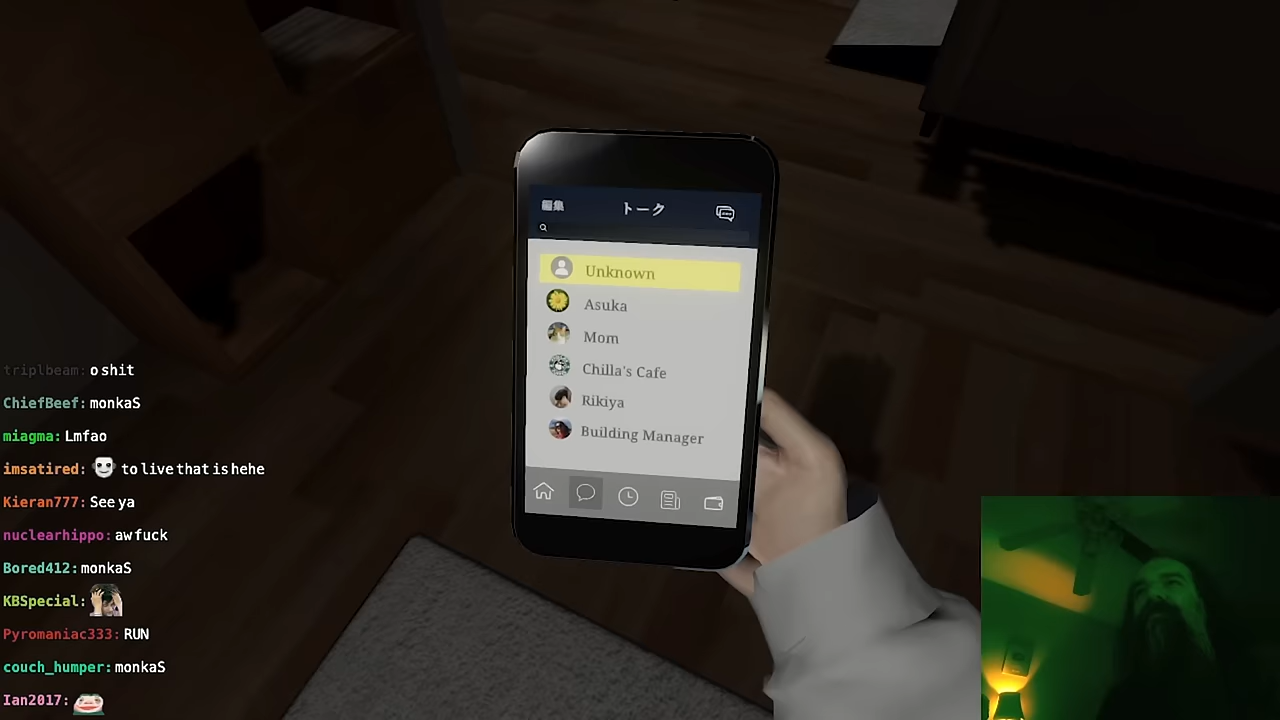 編集 トーク
Unknown
Asuka
Mom
Chilla's Cafe
Rikiya
Building Manager
triplbeam: o shit
ChiefBeef: monkaS
miagma: Lmfao
imsatired: to live that is hehe
Kieran777: See ya
nuclearhippo: aw fuck
Bored412: monkaS
KBSpecial:
Pyromaniac333: RUN
couch_humper: monkaS
Ian2017: